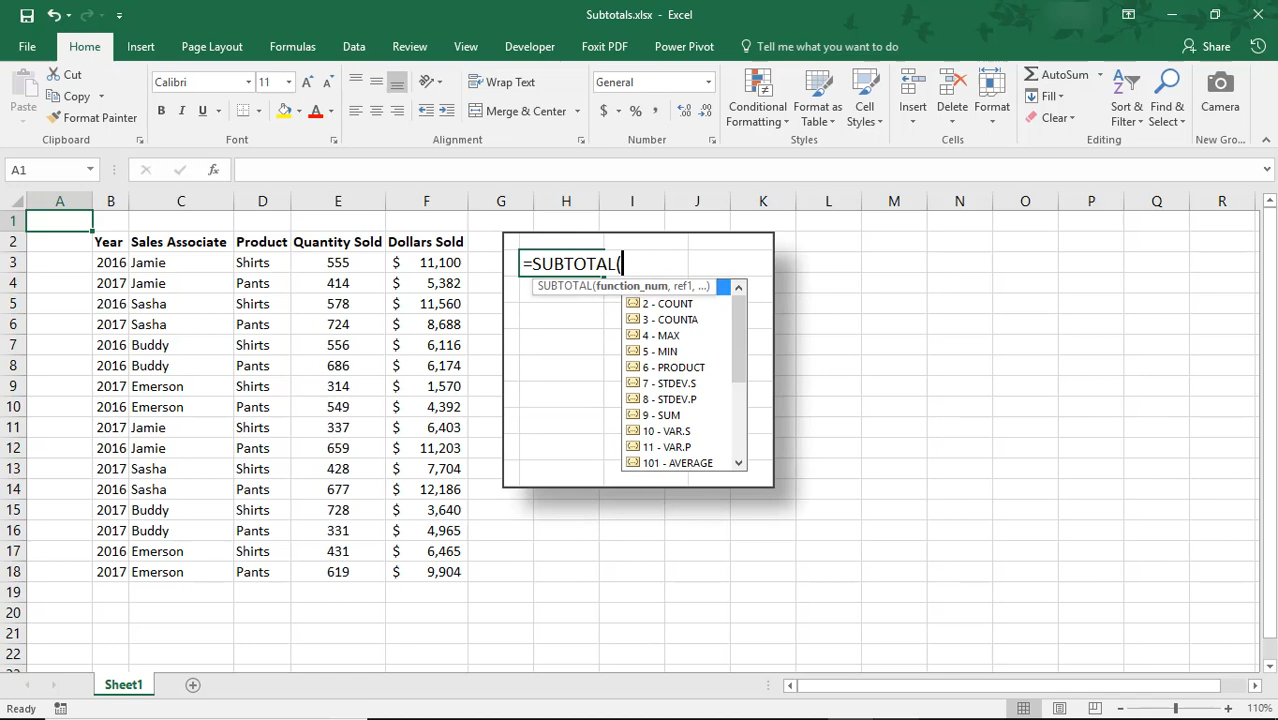 Subtotals.xlsx - Excel
File Home Insert Page Layout Formulas Data Review View Developer Foxit PDF Power Pivot Tell me what you want to do Share
Paste
Cut
Copy
Format Painter
Clipboard
Calibri 11
B I U A
Font
Wrap Text
Merge & Center
Alignment
General
$ % ,
Number
Conditional Formatting
Format as Table
Cell Styles
Styles
Insert
Delete
Format
Cells
AutoSum
Fill
Clear
Sort & Filter
Find & Select
Editing
Camera
New Gro...
A1 fx
A B C D E F G H I J K L M N O P Q R
1
2 Year Sales Associate Product Quantity Sold Dollars Sold
3 2016 Jamie Shirts 555 $ 11,100
4 2017 Jamie Pants 414 $ 5,382
5 2016 Sasha Shirts 578 $ 11,560
6 2017 Sasha Pants 724 $ 8,688
7 2016 Buddy Shirts 556 $ 6,116
8 2016 Buddy Pants 686 $ 6,174
9 2017 Emerson Shirts 314 $ 1,570
10 2016 Emerson Pants 549 $ 4,392
11 2017 Jamie Shirts 337 $ 6,403
12 2016 Jamie Pants 659 $ 11,203
13 2017 Sasha Shirts 428 $ 7,704
14 2016 Sasha Pants 677 $ 12,186
15 2017 Buddy Shirts 728 $ 3,640
16 2017 Buddy Pants 331 $ 4,965
17 2016 Emerson Shirts 431 $ 6,465
18 2017 Emerson Pants 619 $ 9,904
19
20
21
22
=SUBTOTAL(
SUBTOTAL(function_num, ref1, ...)
2 - COUNT
3 - COUNTA
4 - MAX
5 - MIN
6 - PRODUCT
7 - STDEV.S
8 - STDEV.P
9 - SUM
10 - VAR.S
11 - VAR.P
101 - AVERAGE
Sheet1
Ready 110%